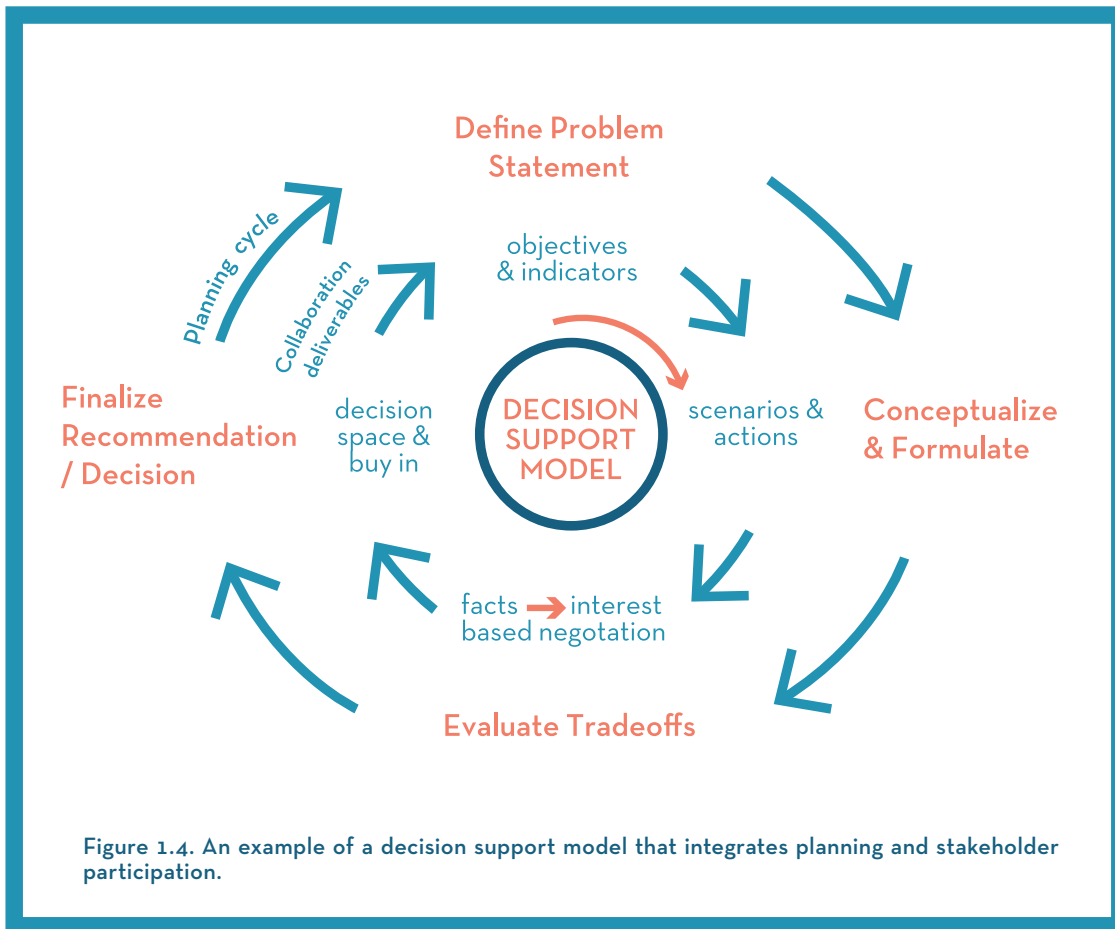 Define Problem
Statement
objectives
& indicators
Planning cycle
Collaboration
deliverables
Finalize
Recommendation
/ Decision
decision
space &
buy in
DECISION
SUPPORT
MODEL
scenarios &
actions
Conceptualize
& Formulate
facts → interest
based negotation
Evaluate Tradeoffs
Figure 1.4. An example of a decision support model that integrates planning and stakeholder
participation.